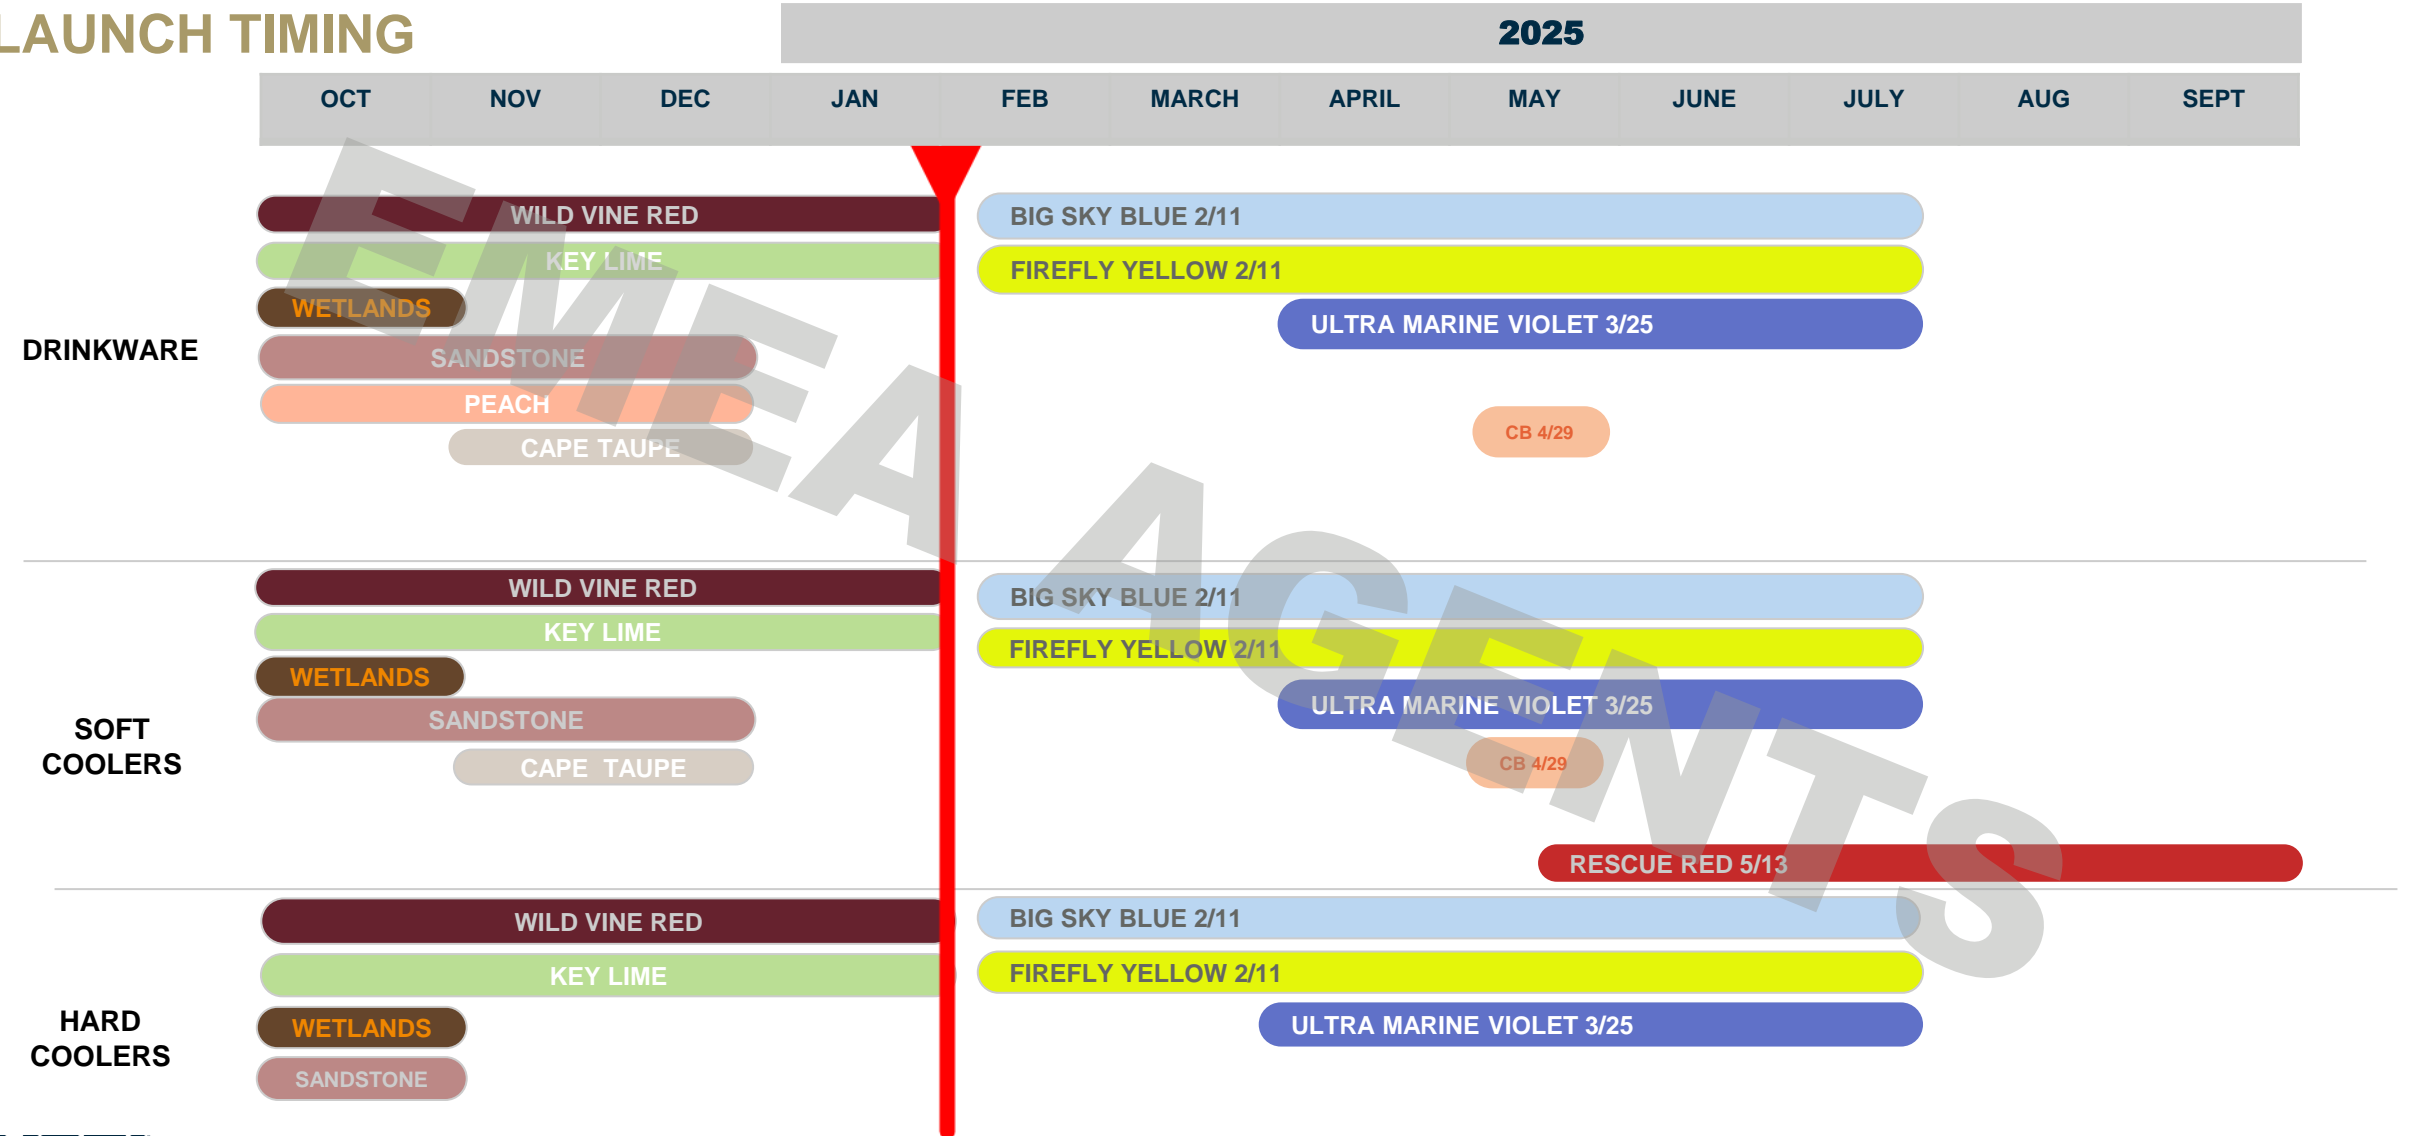 LAUNCH TIMING
2025
OCT NOV DEC JAN FEB MARCH APRIL MAY JUNE JULY AUG SEPT
DRINKWARE
WILD VINE RED
BIG SKY BLUE 2/11
KEY LIME
FIREFLY YELLOW 2/11
WETLANDS
ULTRA MARINE VIOLET 3/25
SANDSTONE
PEACH
CB 4/29
CAPE TAUPE
SOFT
COOLERS
WILD VINE RED
BIG SKY BLUE 2/11
KEY LIME
FIREFLY YELLOW 2/11
WETLANDS
ULTRA MARINE VIOLET 3/25
SANDSTONE
CB 4/29
CAPE TAUPE
RESCUE RED 5/13
HARD
COOLERS
WILD VINE RED
BIG SKY BLUE 2/11
KEY LIME
FIREFLY YELLOW 2/11
WETLANDS
ULTRA MARINE VIOLET 3/25
SANDSTONE
EMEA AGENTS